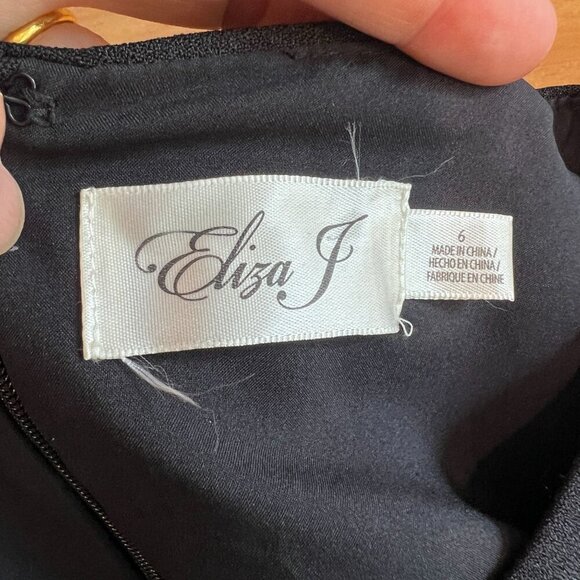 Eliza J
6
MADE IN CHINA/
HECHO EN CHINA/
FABRIQUE EN CHINE